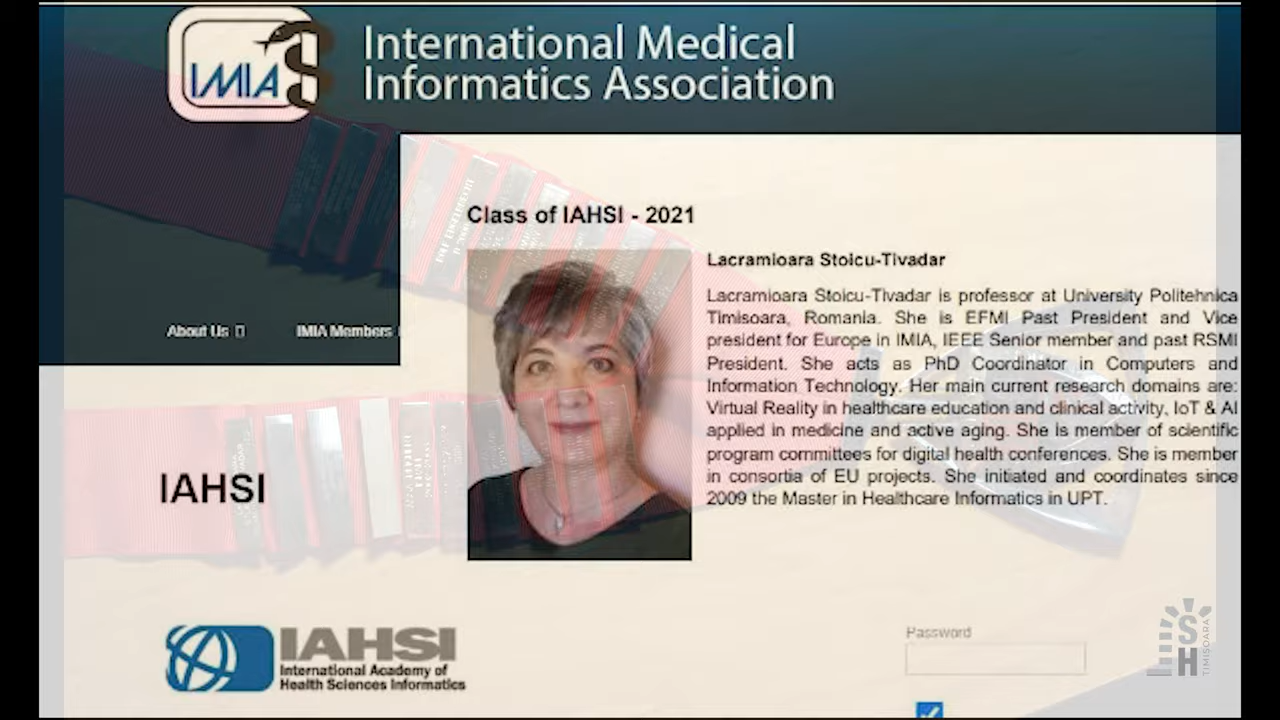 IMIA
International Medical
Informatics Association
Class of IAHSI - 2021
Lacramioara Stoicu-Tivadar
Lacramioara Stoicu-Tivadar is professor at University Politehnica
Timisoara, Romania. She is EFMI Past President and Vice
president for Europe in IMIA, IEEE Senior member and past RSMI
President. She acts as PhD Coordinator in Computers and
Information Technology. Her main current research domains are:
Virtual Reality in healthcare education and clinical activity, IoT & AI
applied in medicine and active aging. She is member of scientific
program committees for digital health conferences. She is member
in consortia of EU projects. She initiated and coordinates since
2009 the Master in Healthcare Informatics in UPT.
About Us
IMIA Members
IAHSI
IAHSI
International Academy of
Health Sciences Informatics
Password
SH
TIMISOARA